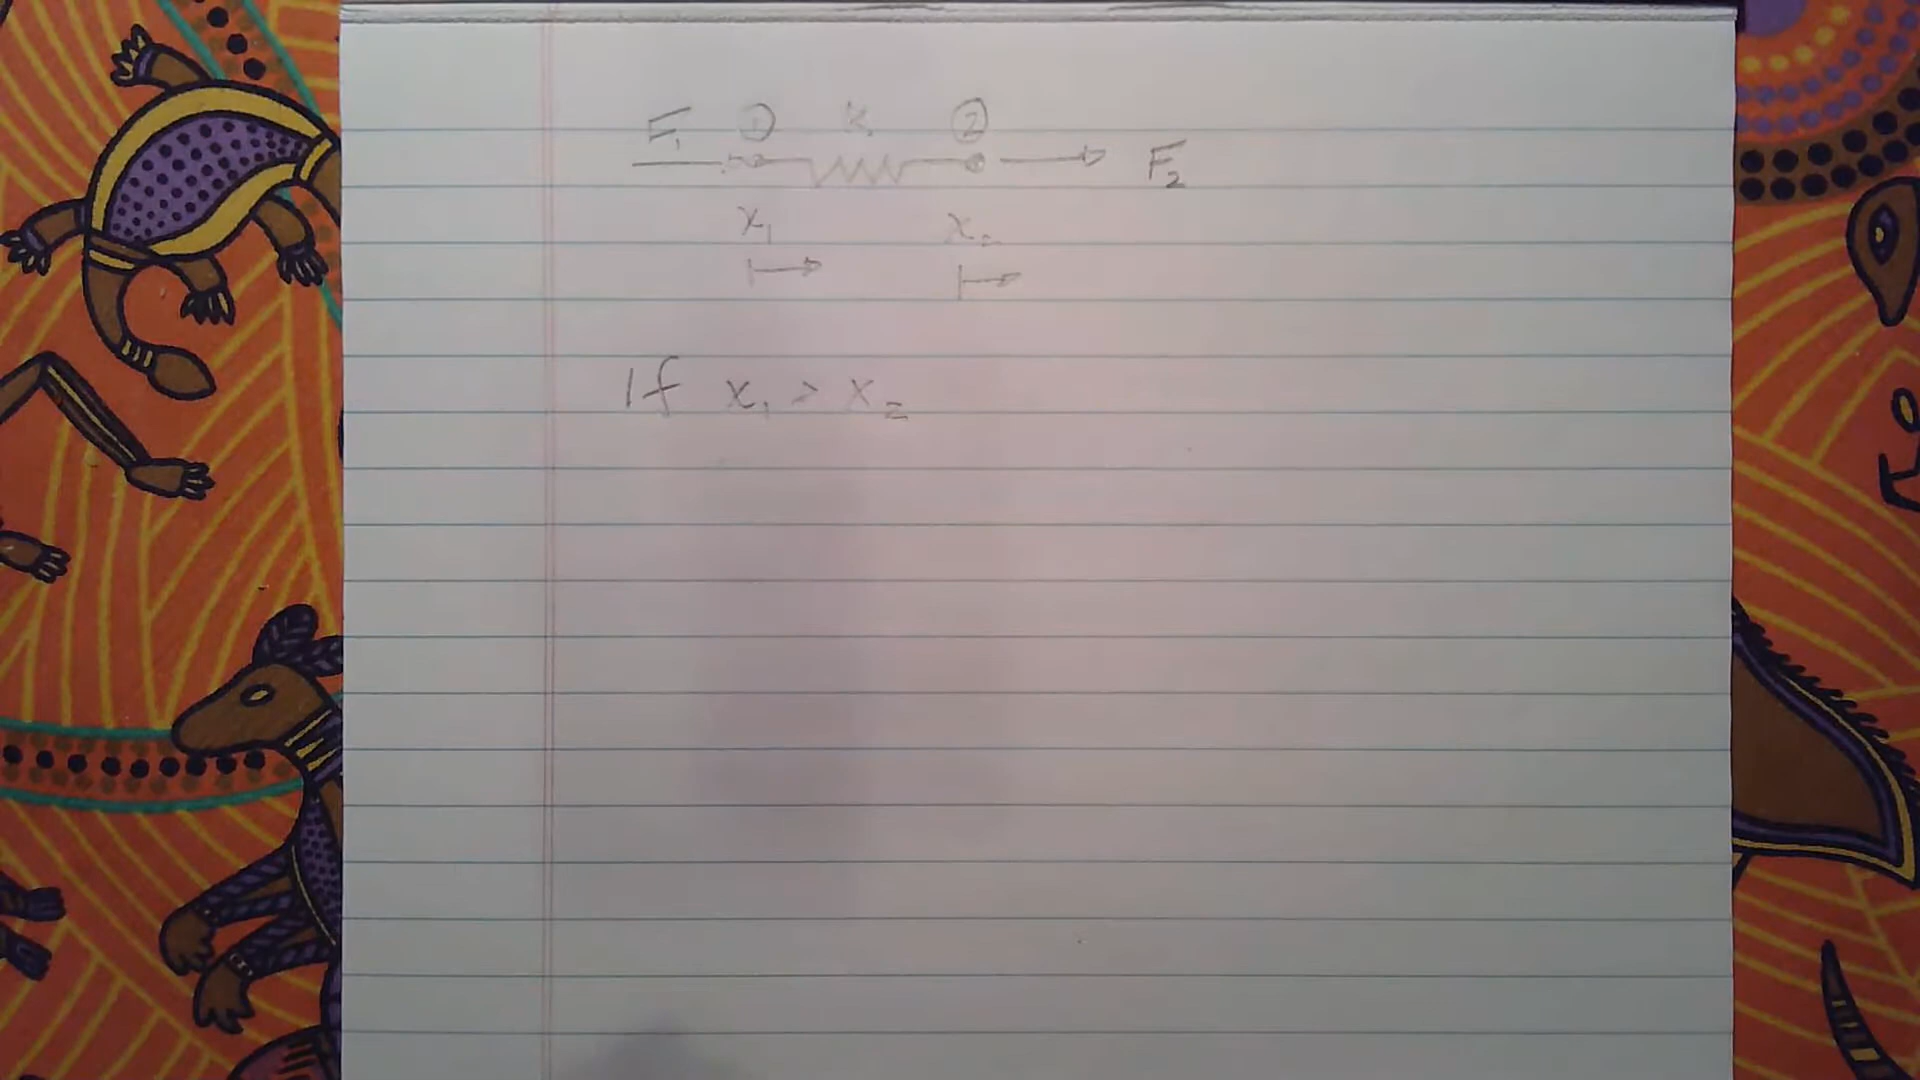 F₁ ① k ② F₂
x₁ x₂
If x₁ > x₂